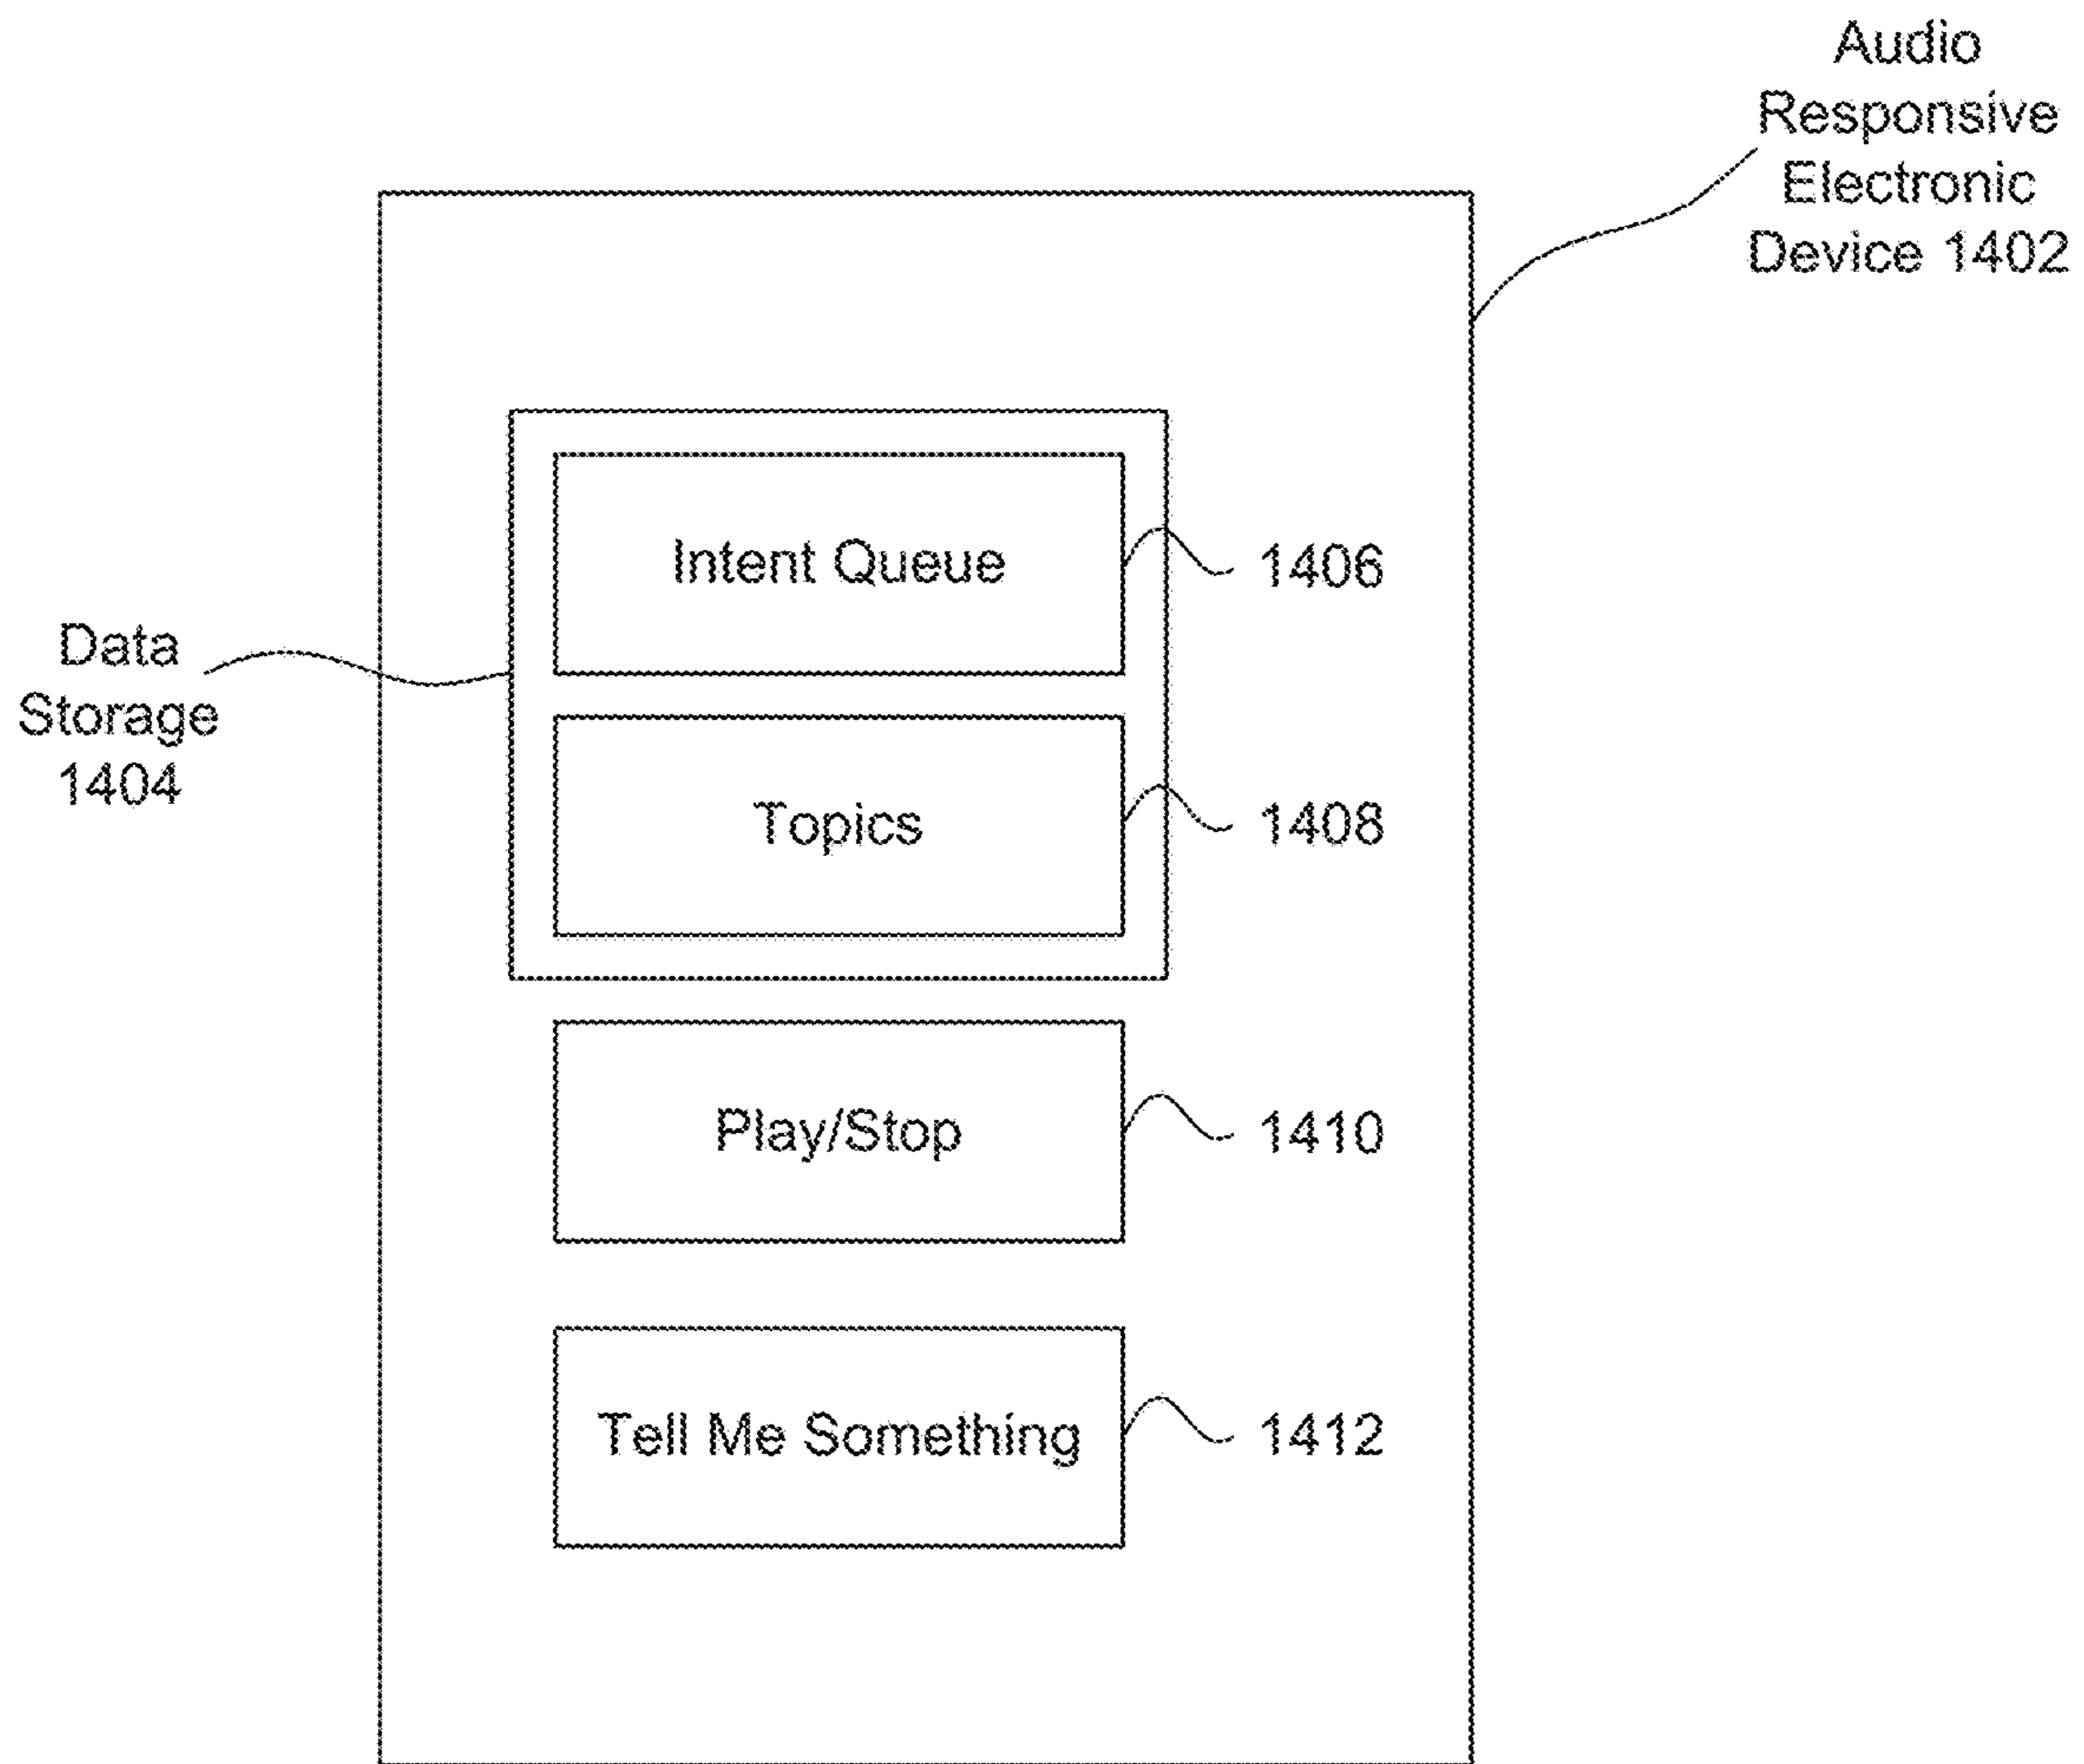 Audio
Responsive
Electronic
Device 1402
Intent Queue
1406
Data
Storage
1404
Topics
1408
Play/Stop
1410
Tell Me Something
1412